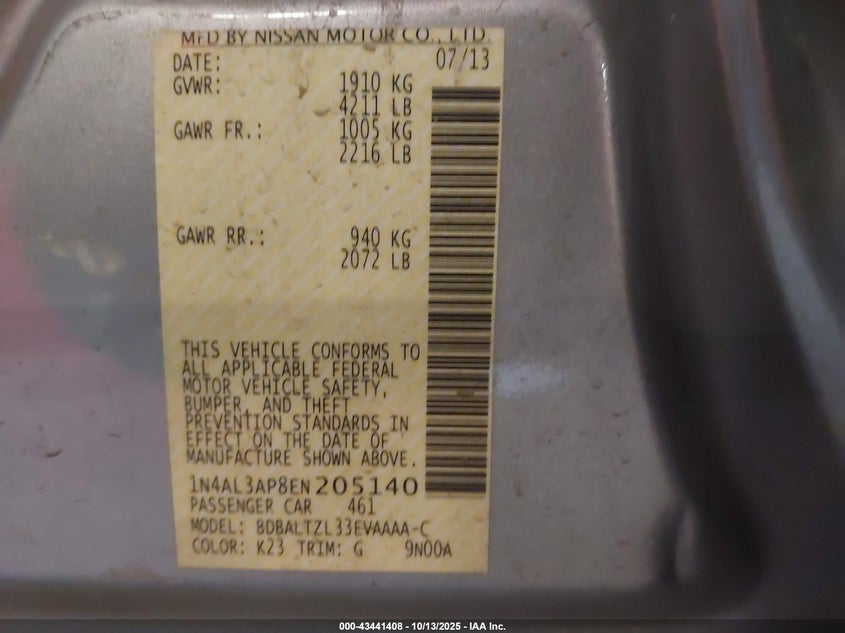 MFD BY NISSAN MOTOR CO., LTD.
DATE: 07/13
GVWR: 1910 KG
4211 LB
GAWR FR.: 1005 KG
2216 LB
GAWR RR.: 940 KG
2072 LB
THIS VEHICLE CONFORMS TO
ALL APPLICABLE FEDERAL
MOTOR VEHICLE SAFETY,
BUMPER, AND THEFT
PREVENTION STANDARDS IN
EFFECT ON THE DATE OF
MANUFACTURE SHOWN ABOVE.
1N4AL3AP8EN205140
PASSENGER CAR 461
MODEL: BDBALTZL33EVAAAA-C
COLOR: K23 TRIM: G 9N00A
000-43441408 - 10/13/2025 - IAA Inc.